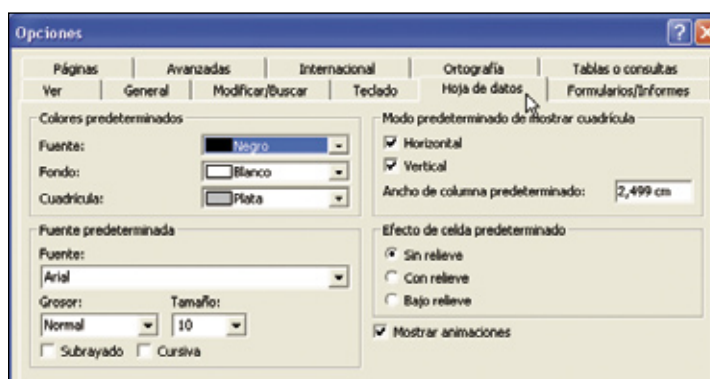 Opciones
Páginas Avanzadas Internacional Ortografía Tablas o consultas
Ver General Modificar/Buscar Teclado Hoja de datos Formularios/Informes
Colores predeterminados
Fuente: Negro
Fondo: Blanco
Cuadrícula: Plata
Modo predeterminado de mostrar cuadrícula
Horizontal
Vertical
Ancho de columna predeterminado: 2,499 cm
Fuente predeterminada
Fuente:
Arial
Grosor: Tamaño:
Normal 10
Subrayado Cursiva
Efecto de celda predeterminado
Sin relieve
Con relieve
Bajo relieve
Mostrar animaciones